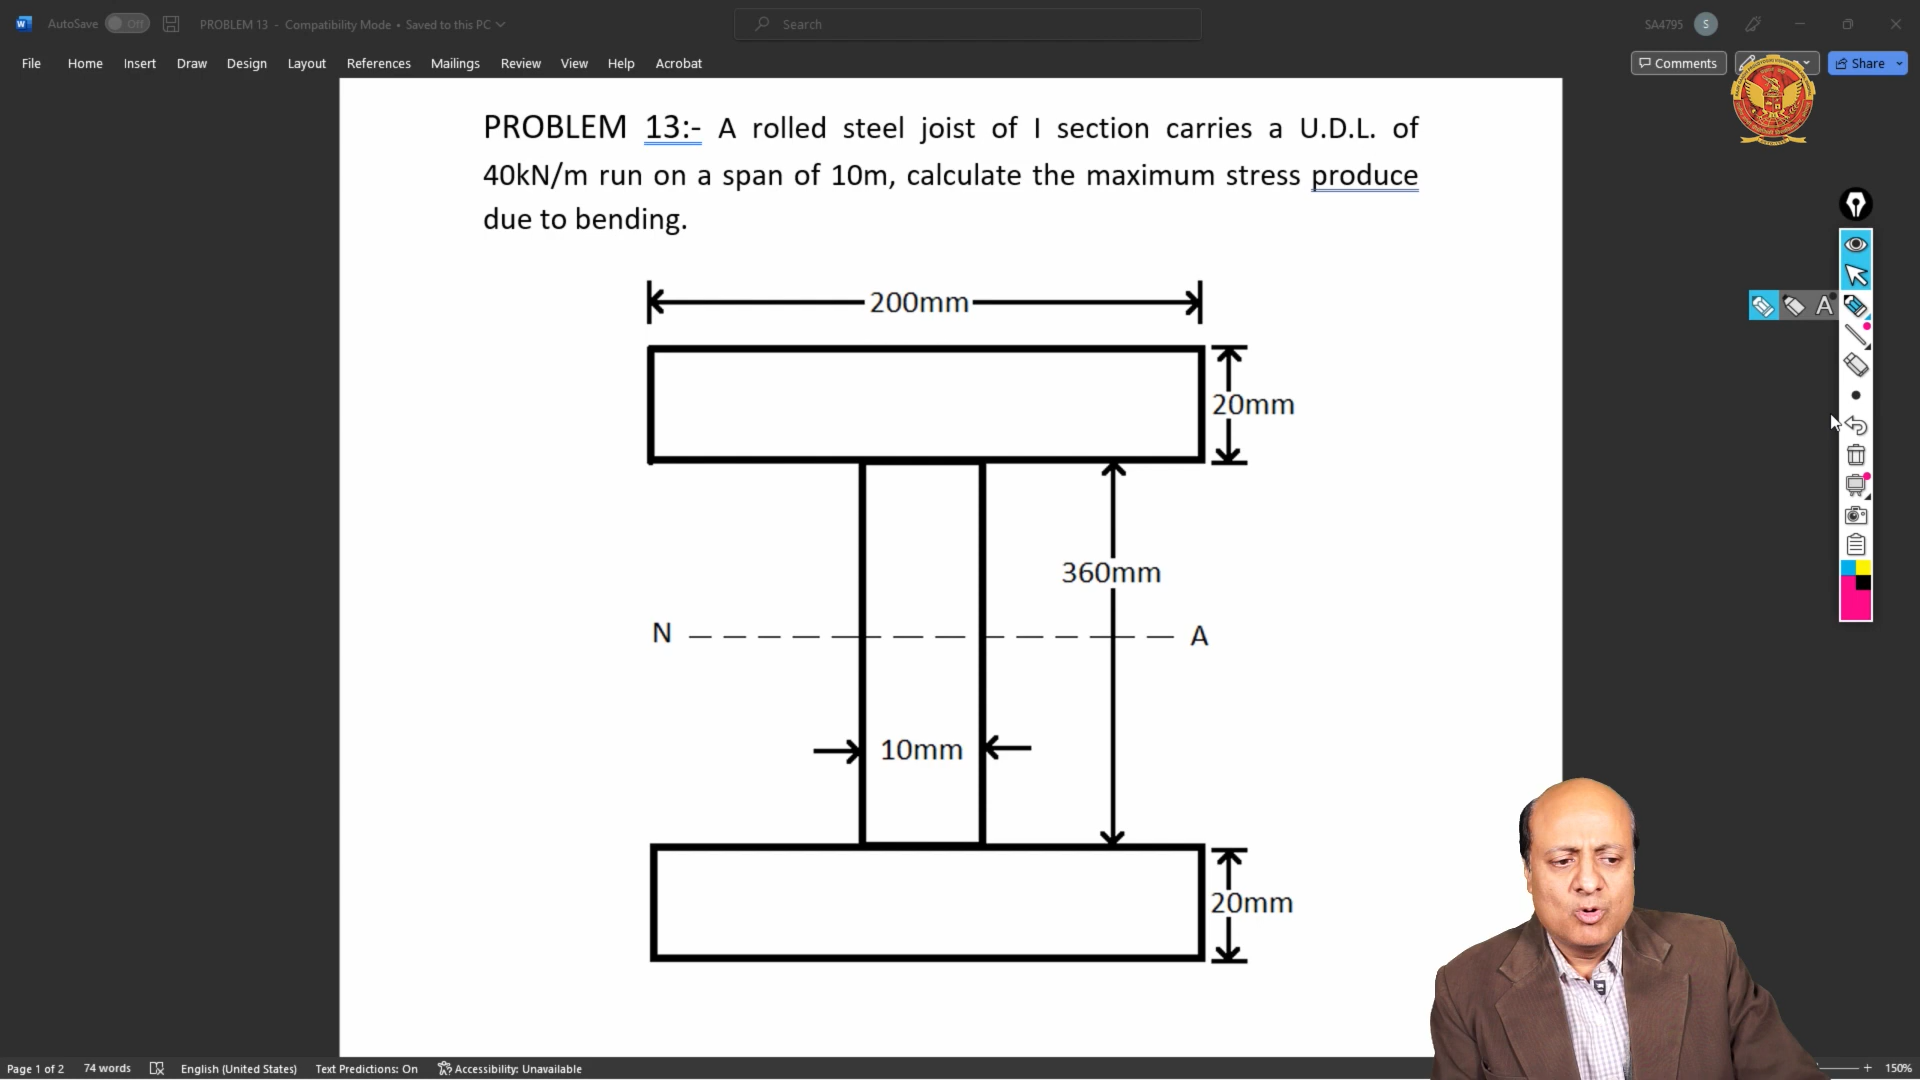 AutoSave Off PROBLEM 13 - Compatibility Mode • Saved to this PC Search SA4795 S
File Home Insert Draw Design Layout References Mailings Review View Help Acrobat Comments Share
PROBLEM 13:- A rolled steel joist of I section carries a U.D.L. of
40kN/m run on a span of 10m, calculate the maximum stress produce
due to bending.
200mm
20mm
A
360mm
N
A
10mm
20mm
Page 1 of 2 74 words English (United States) Text Predictions: On Accessibility: Unavailable + 150%